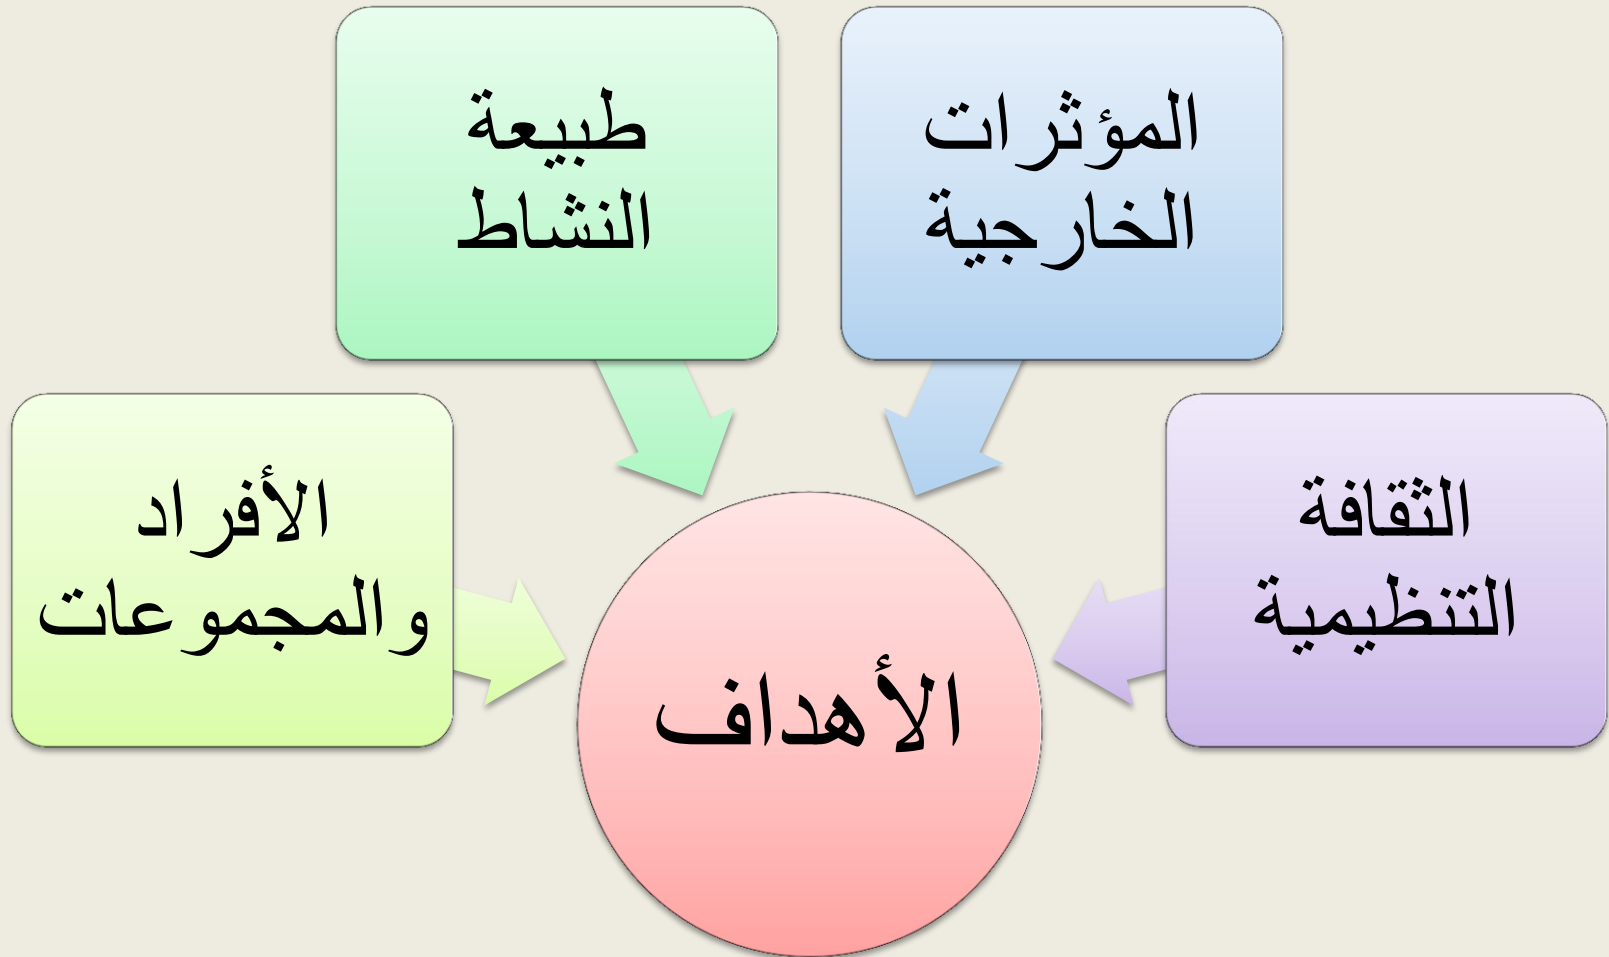 المؤثرات
الخارجية
طبيعة
النشاط
الثقافة
التنظيمية
الأفراد
والمجموعات
الأهداف